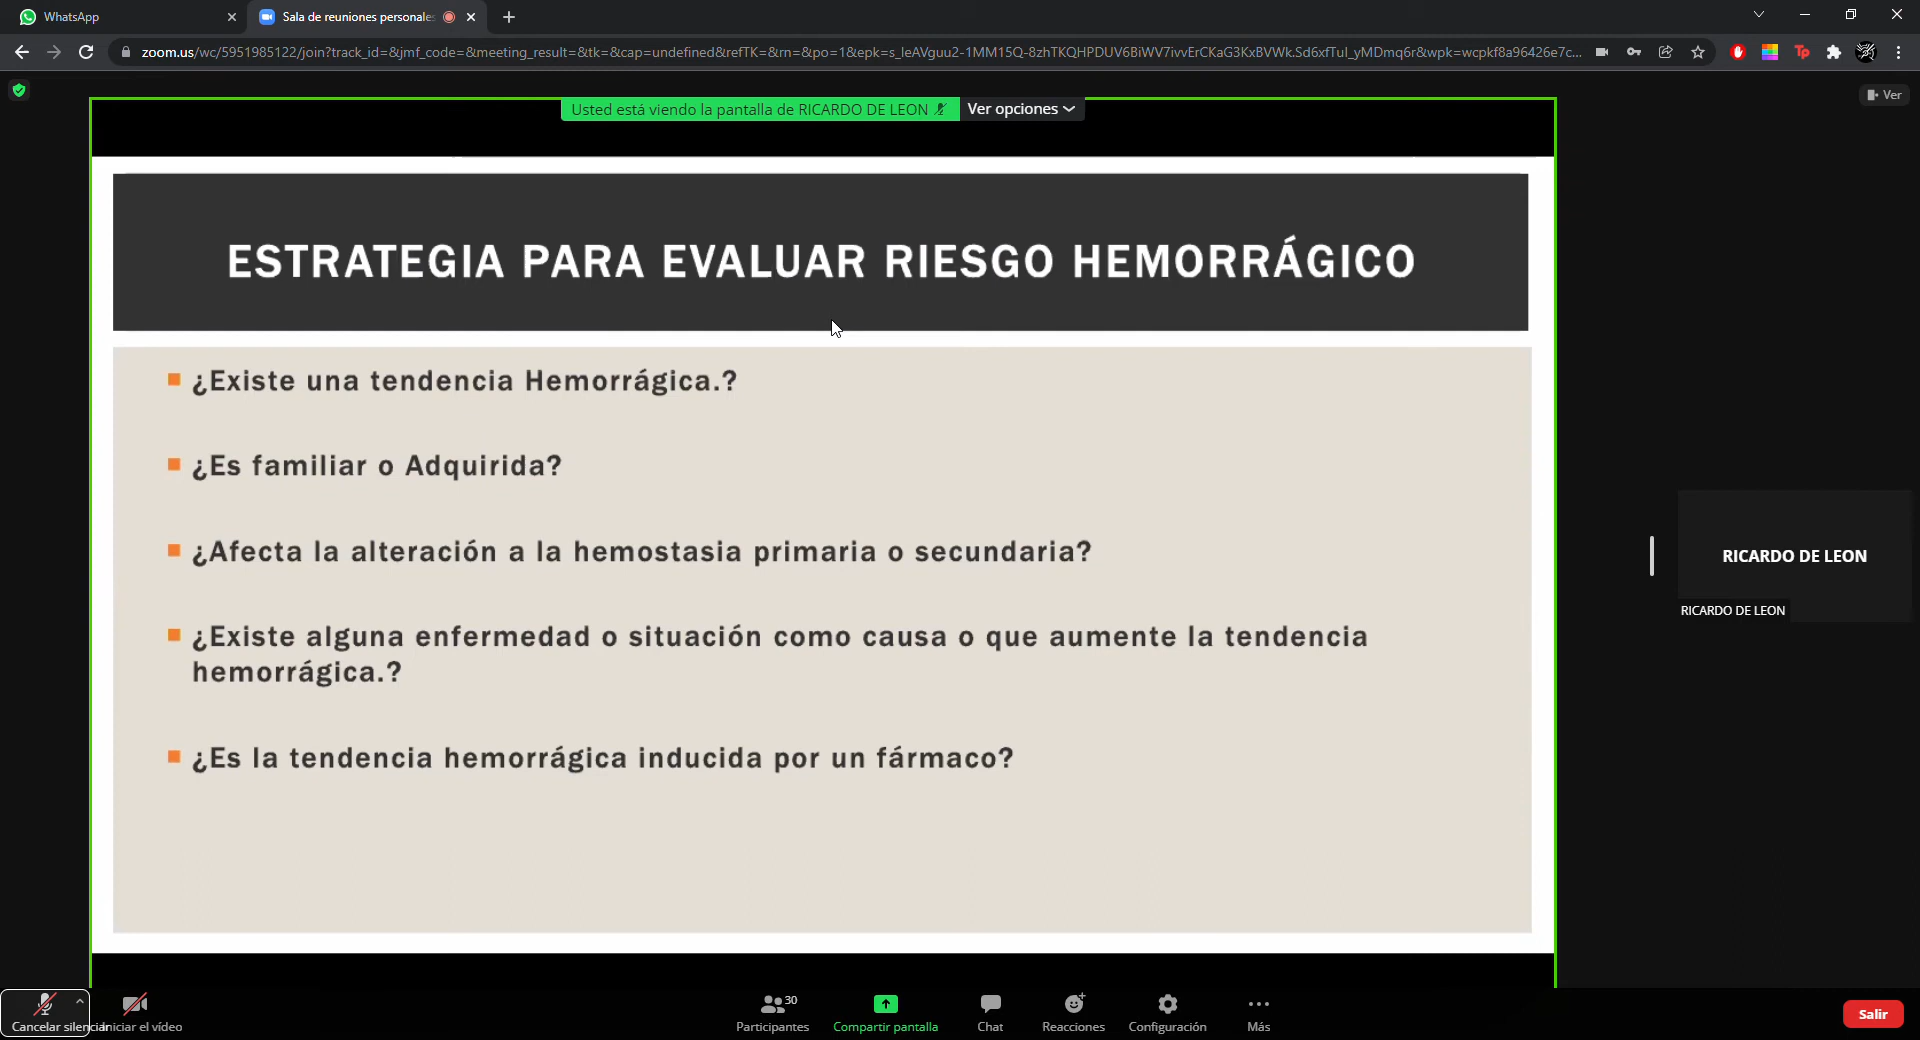 WhatsApp
Sala de reuniones personales
zoom.us/wc/5951985122/join?track_id=&jmf_code=&meeting_result=&tk=&cap=undefined&refTK=&rn=&po=1&epk=s_leAVguu2-1MM15Q-8zhTKQHPDUV6BiWV7ivvErCKaG3KxBVWk.Sd6xfTuI_yMDmq6r&wpk=wcpkf8a96426e7c...
Tp
Usted está viendo la pantalla de RICARDO DE LEON
Ver opciones
Ver
ESTRATEGIA PARA EVALUAR RIESGO HEMORRÁGICO
¿Existe una tendencia Hemorrágica.?
¿Es familiar o Adquirida?
¿Afecta la alteración a la hemostasia primaria o secundaria?
¿Existe alguna enfermedad o situación como causa o que aumente la tendencia
hemorrágica.?
¿Es la tendencia hemorrágica inducida por un fármaco?
RICARDO DE LEON
RICARDO DE LEON
Cancelar silenciar
Iniciar el vídeo
30
Participantes
Compartir pantalla
Chat
Reacciones
Configuración
Más
Salir